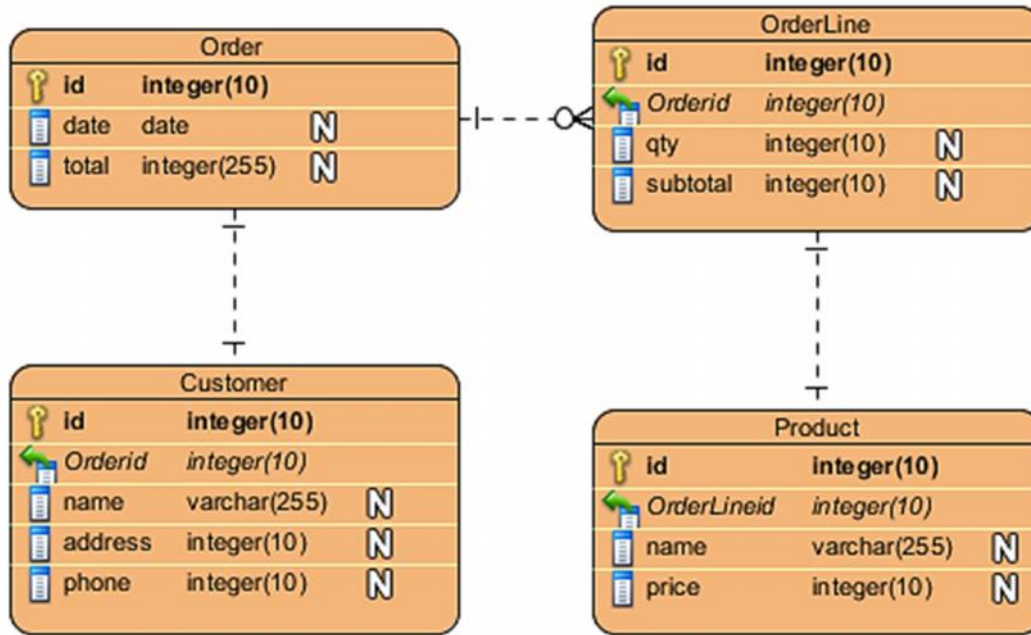 Order
id integer(10)
date date N
total integer(255) N
OrderLine
id integer(10)
Orderid integer(10)
qty integer(10) N
subtotal integer(10) N
Customer
id integer(10)
Orderid integer(10)
name varchar(255) N
address integer(10) N
phone integer(10) N
Product
id integer(10)
OrderLineid integer(10)
name varchar(255) N
price integer(10) N